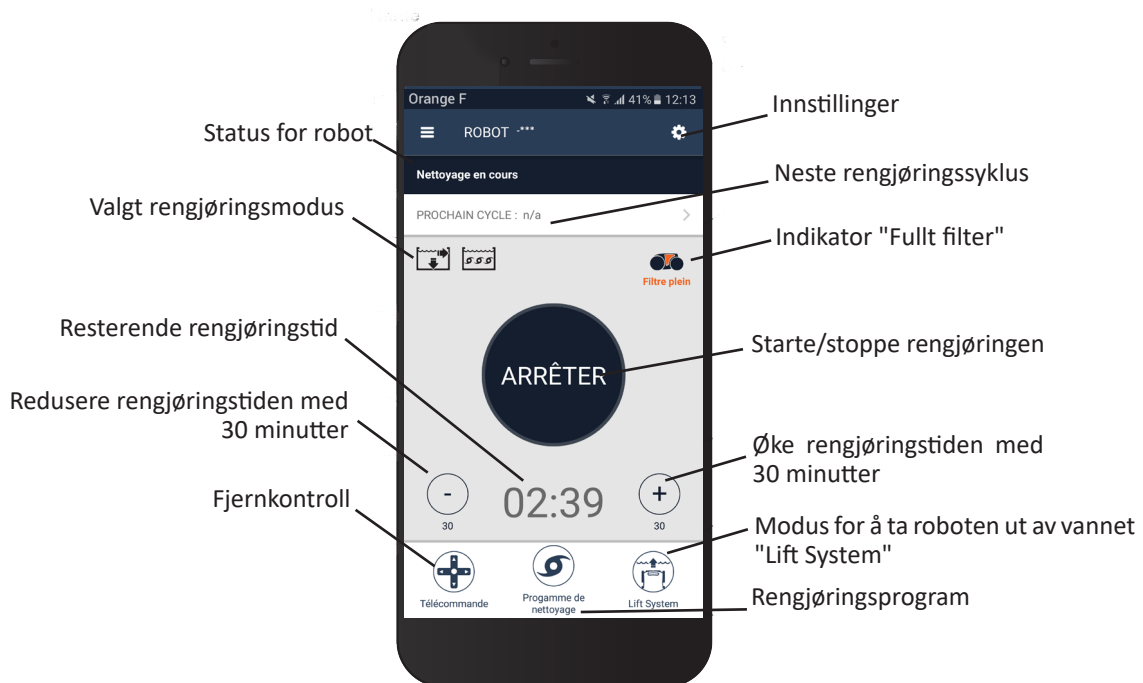 Orange F 41% 12:13
Innstillinger
ROBOT -***
Status for robot
Nettoyage en cours
Neste rengjøringssyklus
Valgt rengjøringsmodus
PROCHAIN CYCLE : n/a
Indikator "Fullt filter"
Filtre plein
Resterende rengjøringstid
Starte/stoppe rengjøringen
ARRÊTER
Redusere rengjøringstiden med
30 minutter
Øke rengjøringstiden med
30 minutter
-
02:39
+
30
30
Fjernkontroll
Modus for å ta roboten ut av vannet
"Lift System"
Télécommande
Progamme de
nettoyage
Lift System
Rengjøringsprogram